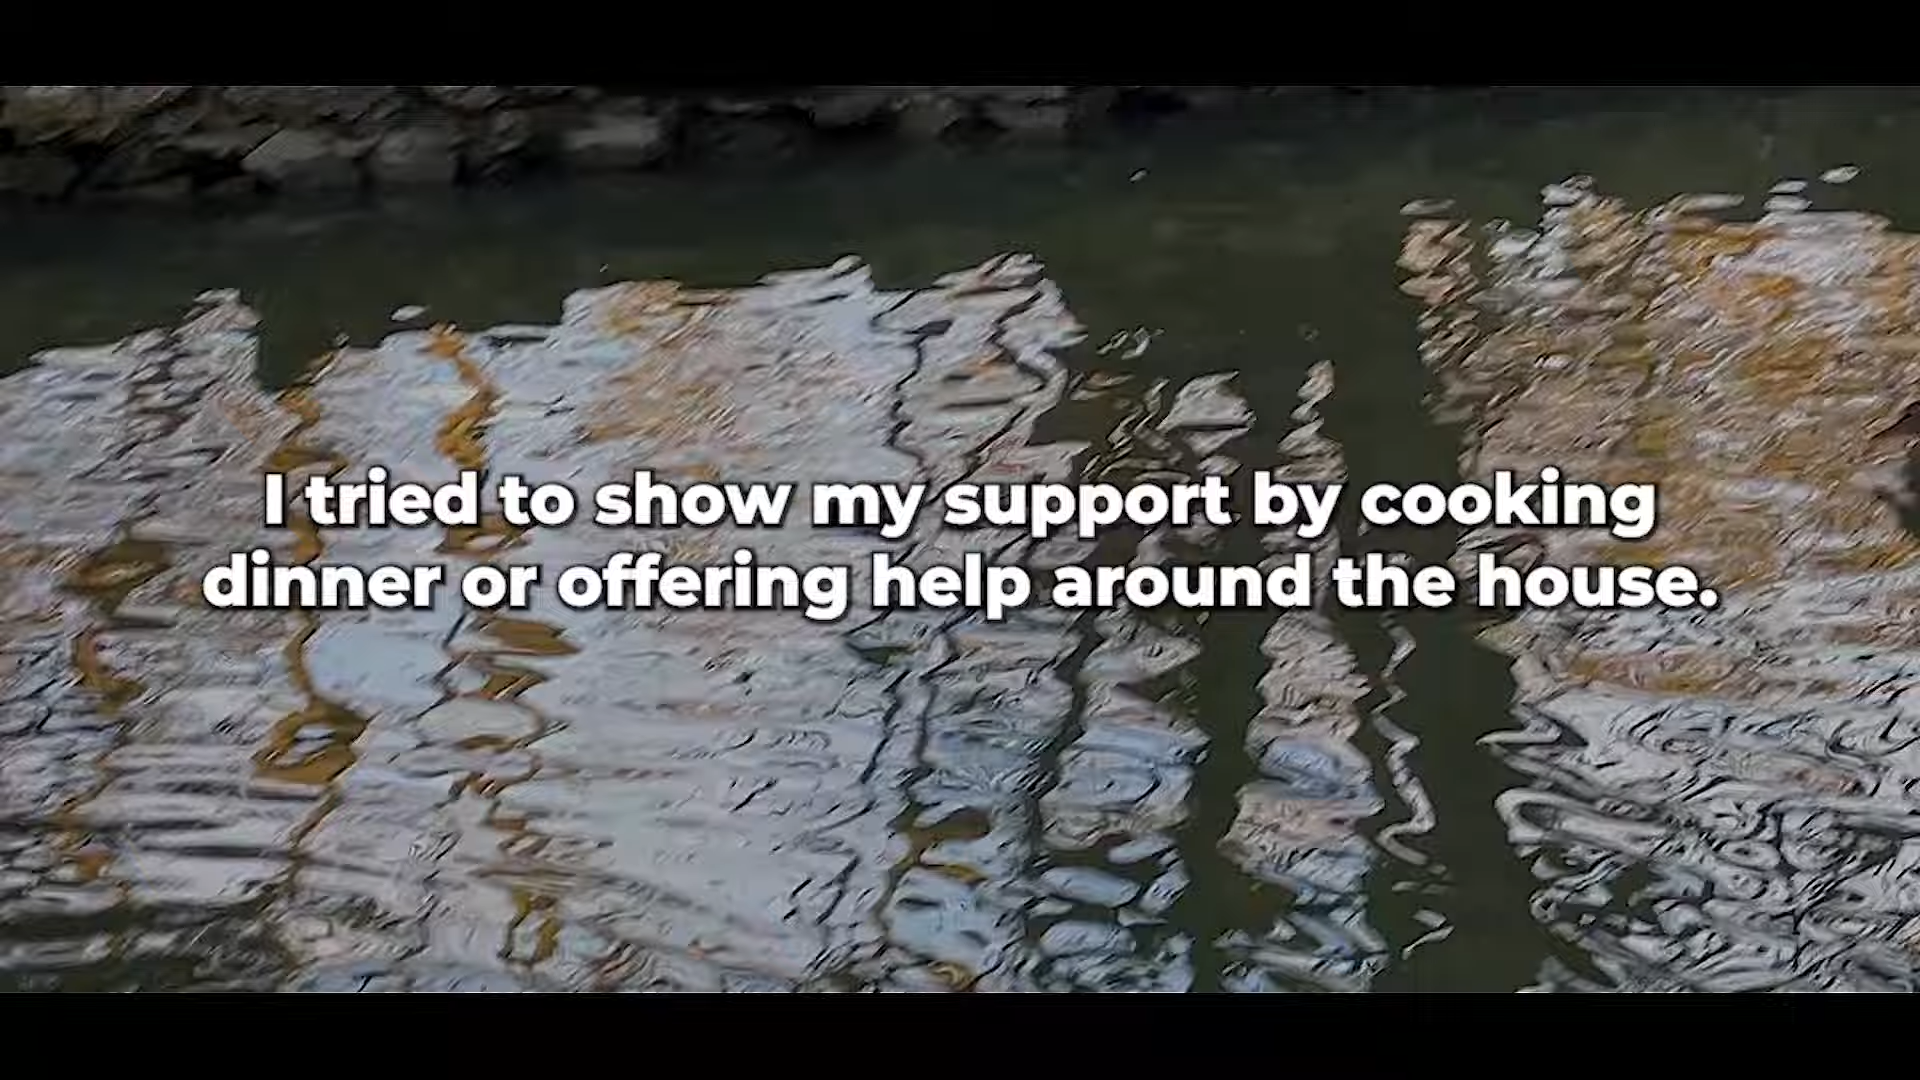 I tried to show my support by cooking
dinner or offering help around the house.